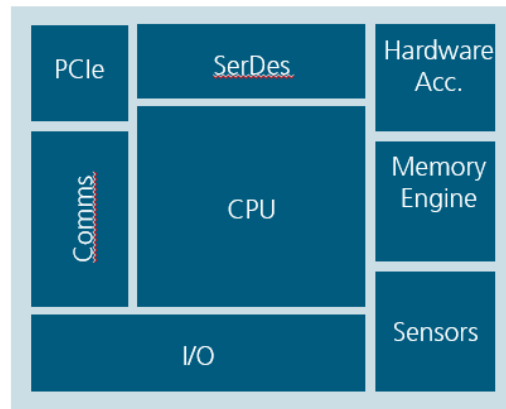 PCIe
SerDes
Hardware
Acc.
Comms
CPU
Memory
Engine
I/O
Sensors